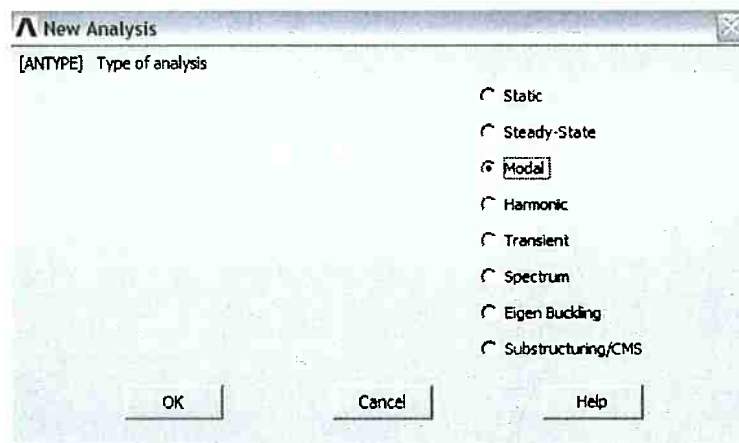 New Analysis
[ANTYPE] Type of analysis
Static
Steady-State
Modal
Harmonic
Transient
Spectrum
Eigen Buckling
Substructuring/CMS
OK Cancel Help